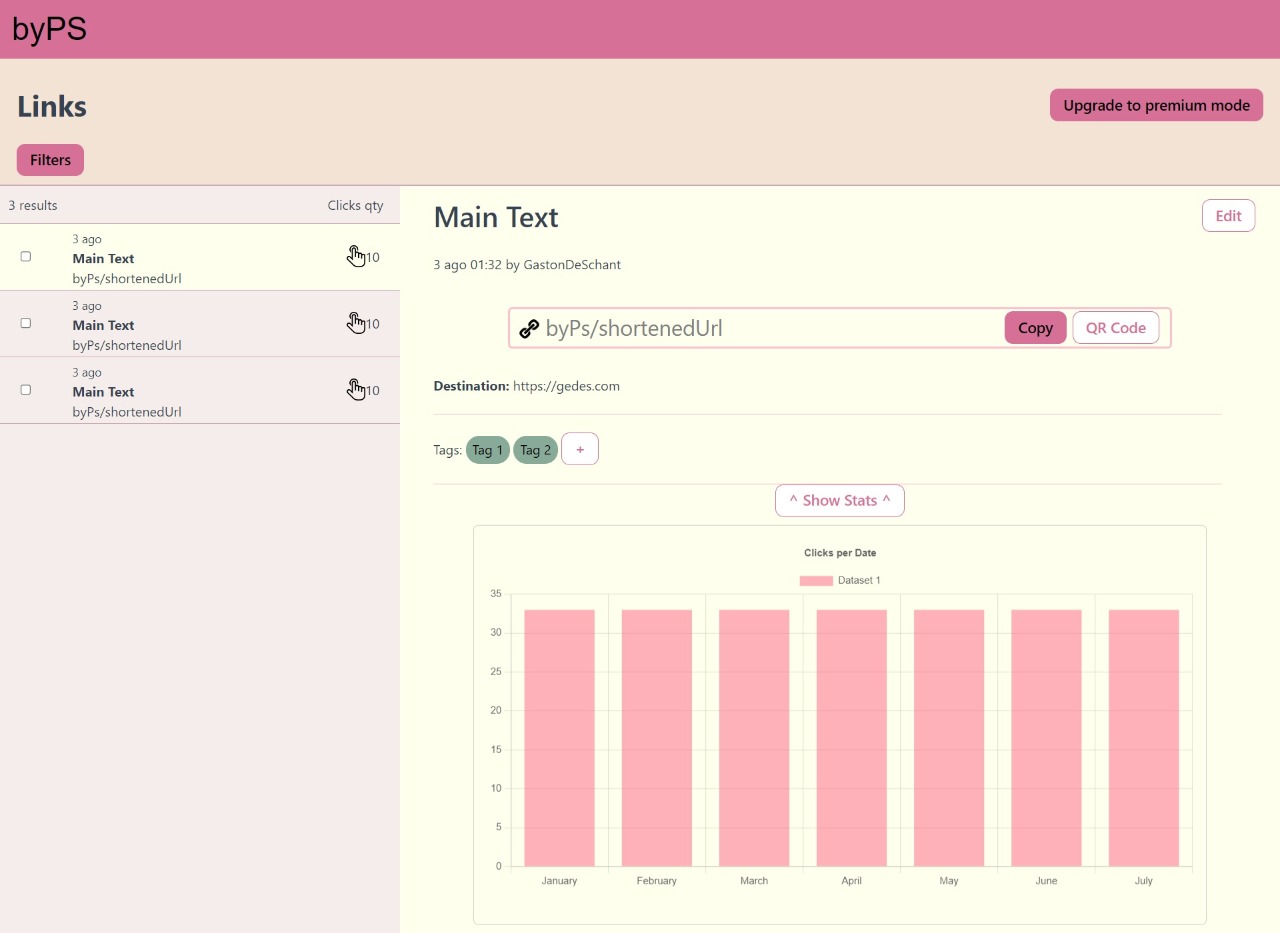 byPS
Links
Upgrade to premium mode
Filters
3 results Clicks qty
3 ago
Main Text 10
byPs/shortenedUrl
3 ago
Main Text 10
byPs/shortenedUrl
3 ago
Main Text 10
byPs/shortenedUrl
Main Text Edit
3 ago 01:32 by GastonDeSchant
byPs/shortenedUrl Copy QR Code
Destination: https://gedes.com
Tags: Tag 1 Tag 2 +
^ Show Stats ^
Clicks per Date
Dataset 1
35
30
25
20
15
10
5
0
January February March April May June July